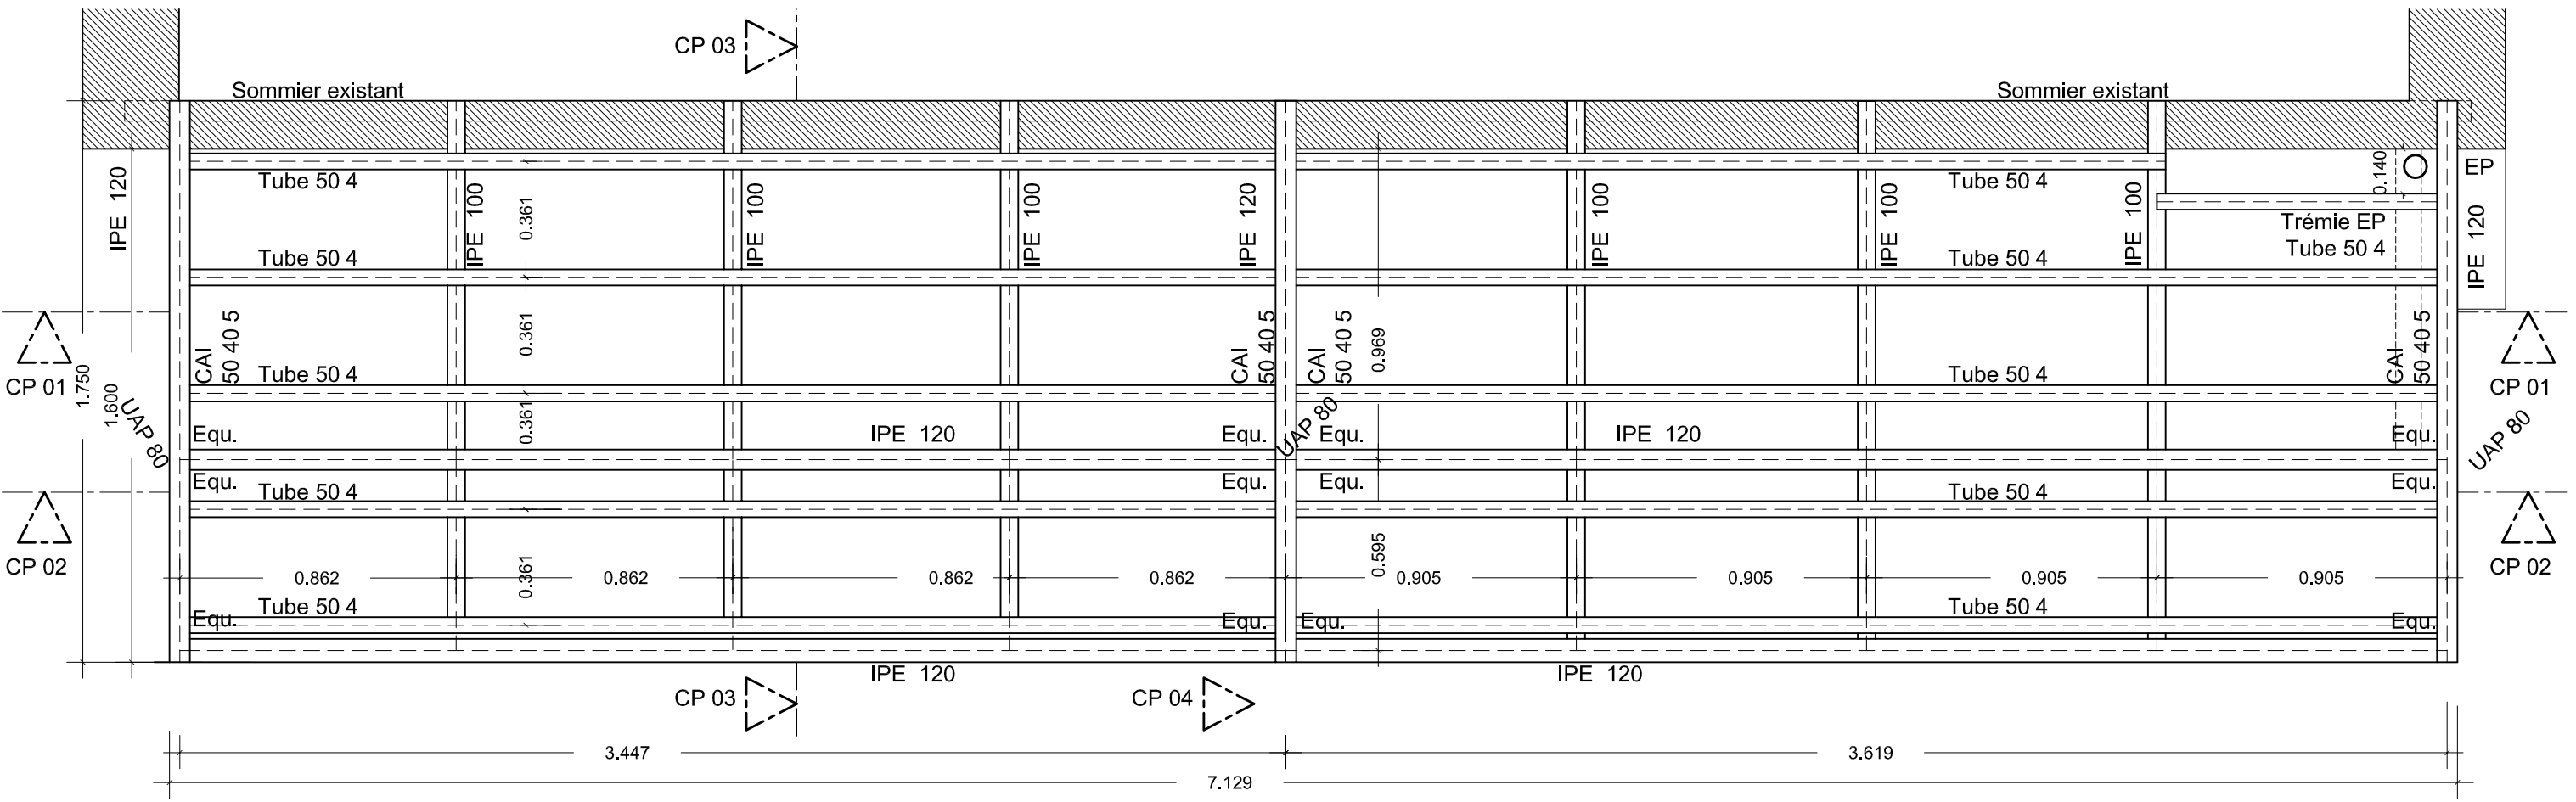 CP 03
Sommier existant
Sommier existant
IPE 120
Tube 50 4
IPE 100
0.361
IPE 100
IPE 100
IPE 120
IPE 100
IPE 100
Tube 50 4
IPE 100
0.140
EP
Trémie EP
Tube 50 4
IPE 120
Tube 50 4
Tube 50 4
CP 01
1.750
1.600
UAP 80
CAI
50 40 5
Tube 50 4
0.361
CAI
50 40 5
CAI
50 40 5
0.969
Tube 50 4
CAI
50 40 5
CP 01
UAP 80
Equ.
0.361
IPE 120
Equ.
UAP 80
Equ.
IPE 120
Equ.
Equ.
Tube 50 4
Equ.
Equ.
Tube 50 4
Equ.
CP 02
0.862
0.361
0.862
0.862
0.862
0.595
0.905
0.905
0.905
0.905
CP 02
Equ.
Tube 50 4
Equ.
Equ.
Tube 50 4
Equ.
IPE 120
IPE 120
CP 03
CP 04
3.447
3.619
7.129